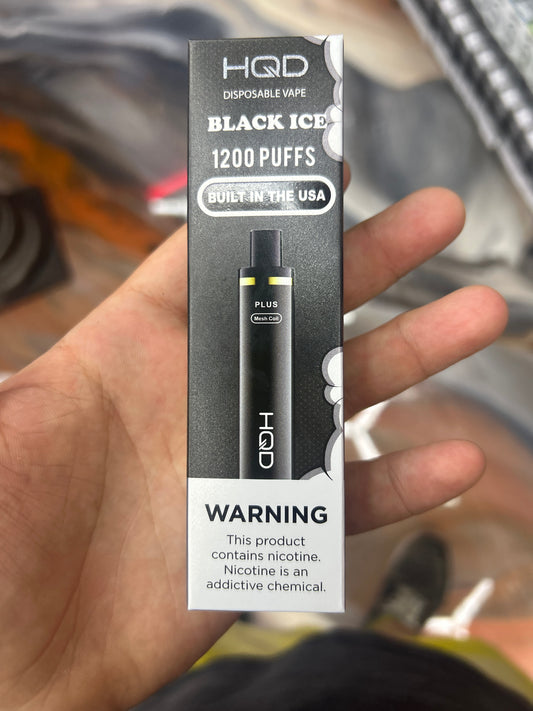 HQD
DISPOSABLE VAPE
BLACK ICE
1200 PUFFS
BUILT IN THE USA
PLUS
Mesh Coil
HQD
WARNING
This product
contains nicotine.
Nicotine is an
addictive chemical.